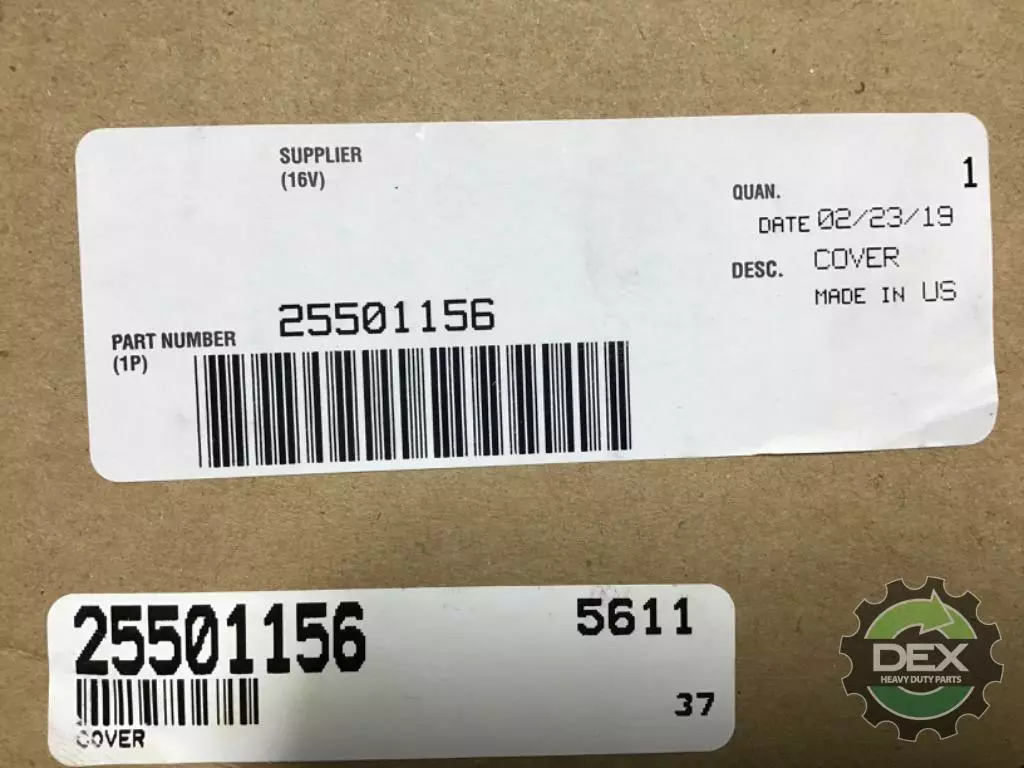 SUPPLIER
(16V)
QUAN. 1
DATE 02/23/19
DESC. COVER
MADE IN US
PART NUMBER 25501156
(1P)
25501156 5611
37
COVER
DEX
HEAVY DUTY PARTS